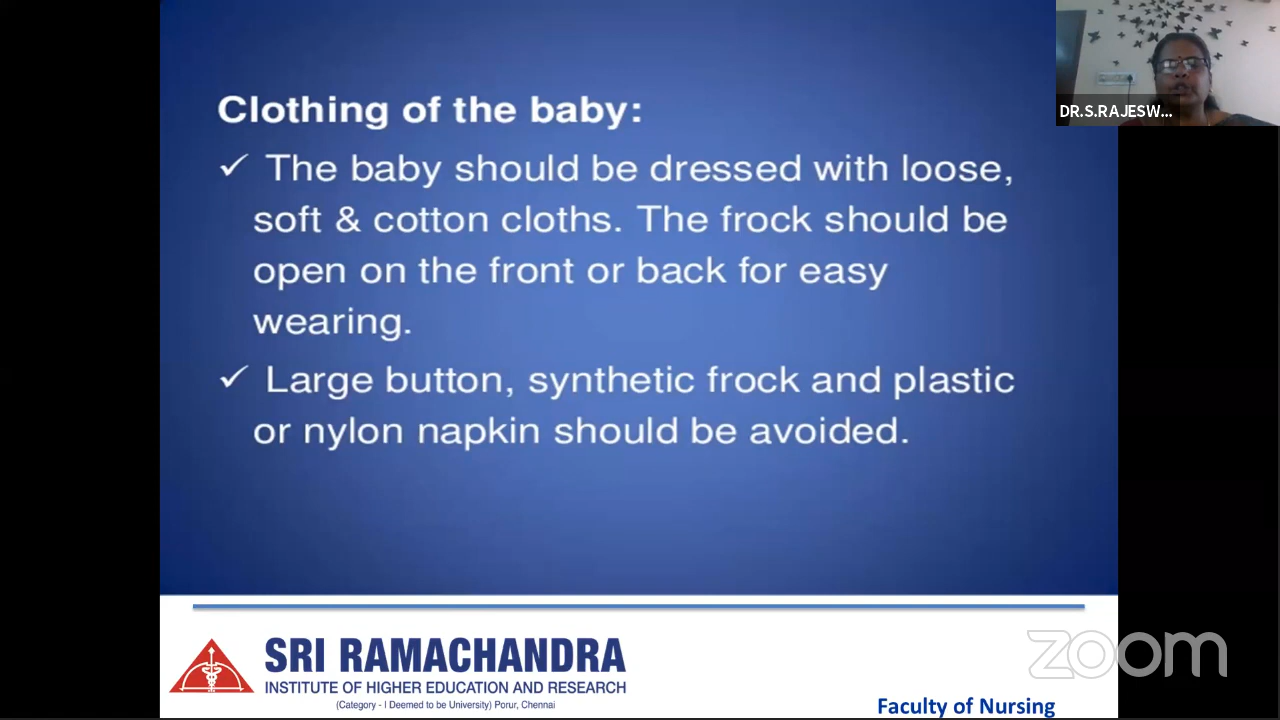 Clothing of the baby:
✓ The baby should be dressed with loose,
soft & cotton cloths. The frock should be
open on the front or back for easy
wearing.
✓ Large button, synthetic frock and plastic
or nylon napkin should be avoided.
DR.S.RAJESW...
SRI RAMACHANDRA
INSTITUTE OF HIGHER EDUCATION AND RESEARCH
(Category - I Deemed to be University) Porur, Chennai
Faculty of Nursing
zoom